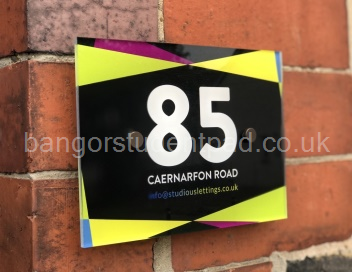 85
bangorstudentpad.co.uk
CAERNARFON ROAD
info@studiouslettings.co.uk